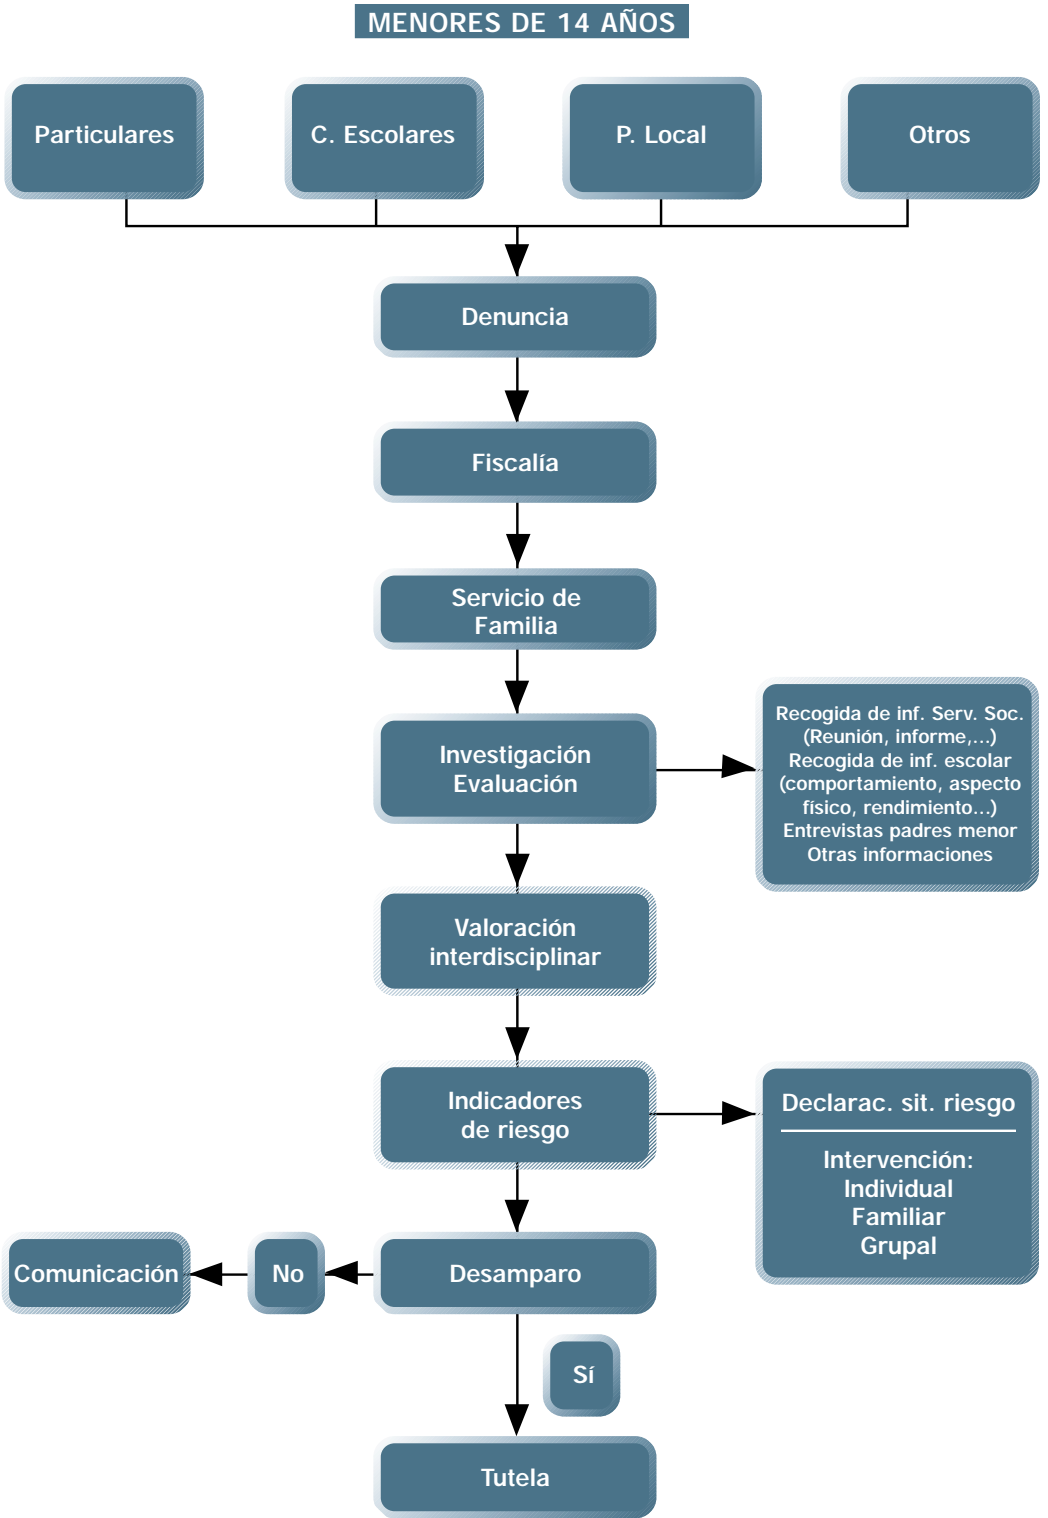 MENORES DE 14 AÑOS
Particulares
C. Escolares
P. Local
Otros
Denuncia
Fiscalía
Servicio de
Familia
Investigación
Evaluación
Recogida de inf. Serv. Soc.
(Reunión, informe,...)
Recogida de inf. escolar
(comportamiento, aspecto
físico, rendimiento...)
Entrevistas padres menor
Otras informaciones
Valoración
interdisciplinar
Indicadores
de riesgo
Declarac. sit. riesgo
Intervención:
Individual
Familiar
Grupal
Comunicación
No
Desamparo
Sí
Tutela